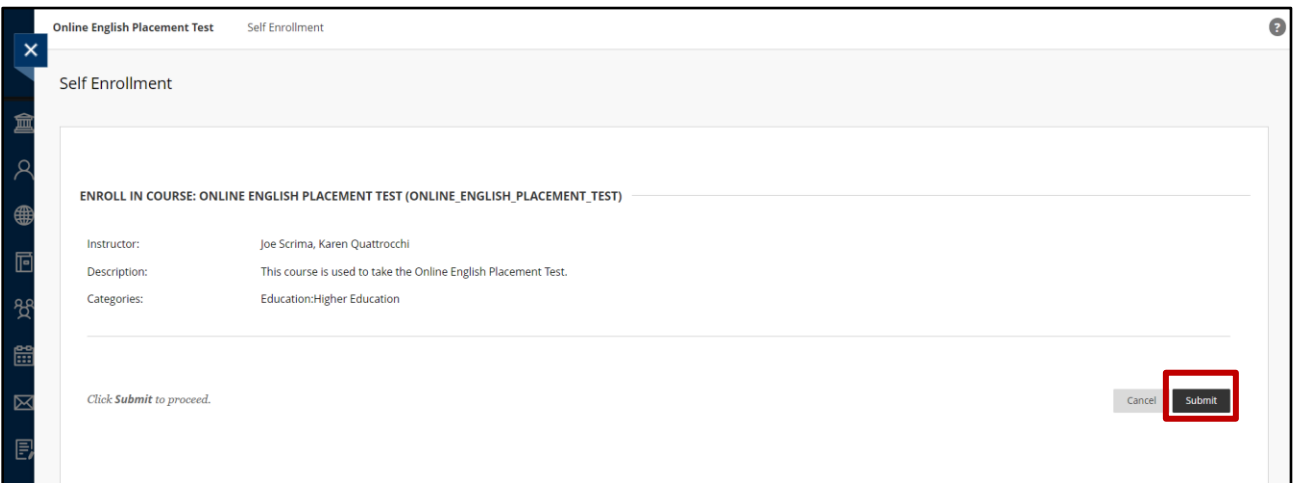 Online English Placement Test Self Enrollment ?
Self Enrollment
ENROLL IN COURSE: ONLINE ENGLISH PLACEMENT TEST (ONLINE_ENGLISH_PLACEMENT_TEST)
Instructor: Joe Scrima, Karen Quattrocchi
Description: This course is used to take the Online English Placement Test.
Categories: Education:Higher Education
Click Submit to proceed. Cancel Submit